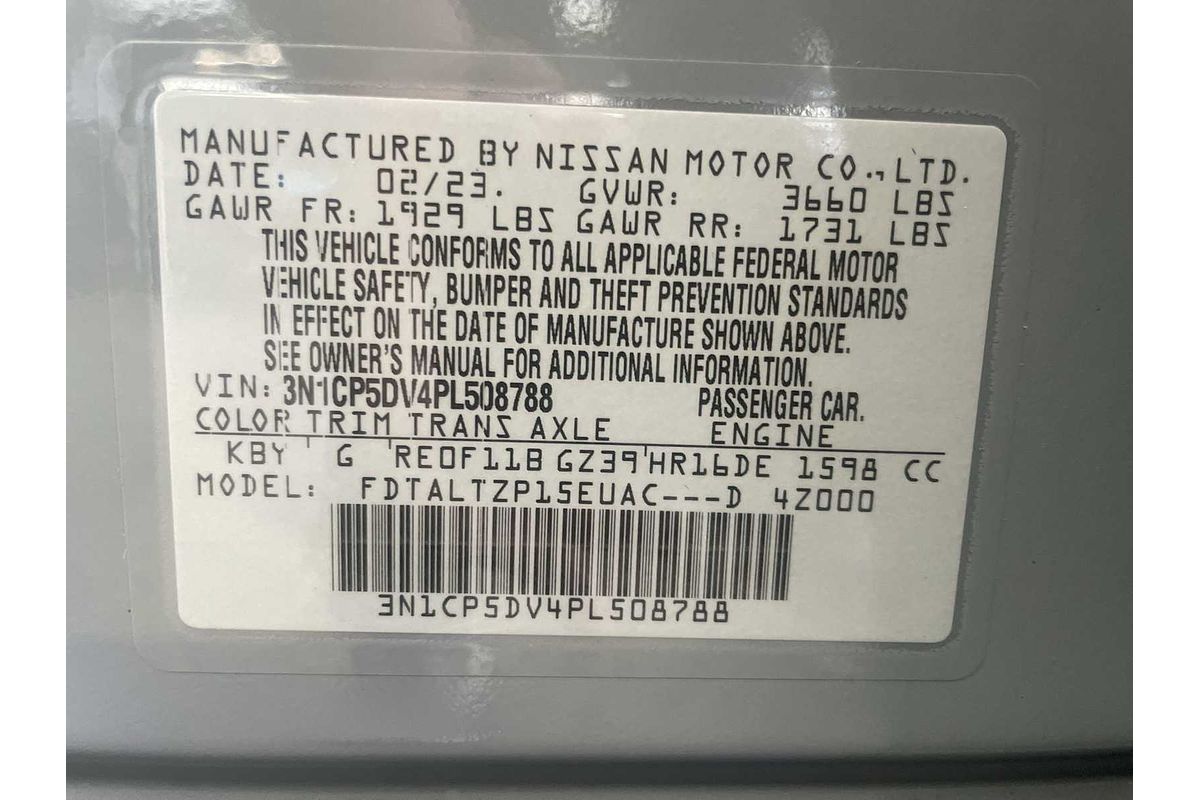 MANUFACTURED BY NISSAN MOTOR CO., LTD.
DATE: 02/23. GVWR: 3660 LBS
GAWR FR: 1929 LBS GAWR RR: 1731 LBS
THIS VEHICLE CONFORMS TO ALL APPLICABLE FEDERAL MOTOR
VEHICLE SAFETY, BUMPER AND THEFT PREVENTION STANDARDS
IN EFFECT ON THE DATE OF MANUFACTURE SHOWN ABOVE.
SEE OWNER'S MANUAL FOR ADDITIONAL INFORMATION.
VIN: 3N1CP5DV4PL508788 PASSENGER CAR.
COLOR TRIM TRANS AXLE ENGINE
KBY G RE0F11B GZ39 HR16DE 1598 CC
MODEL: FDTALTZP15EUAC---D 4Z000
3N1CP5DV4PL508788